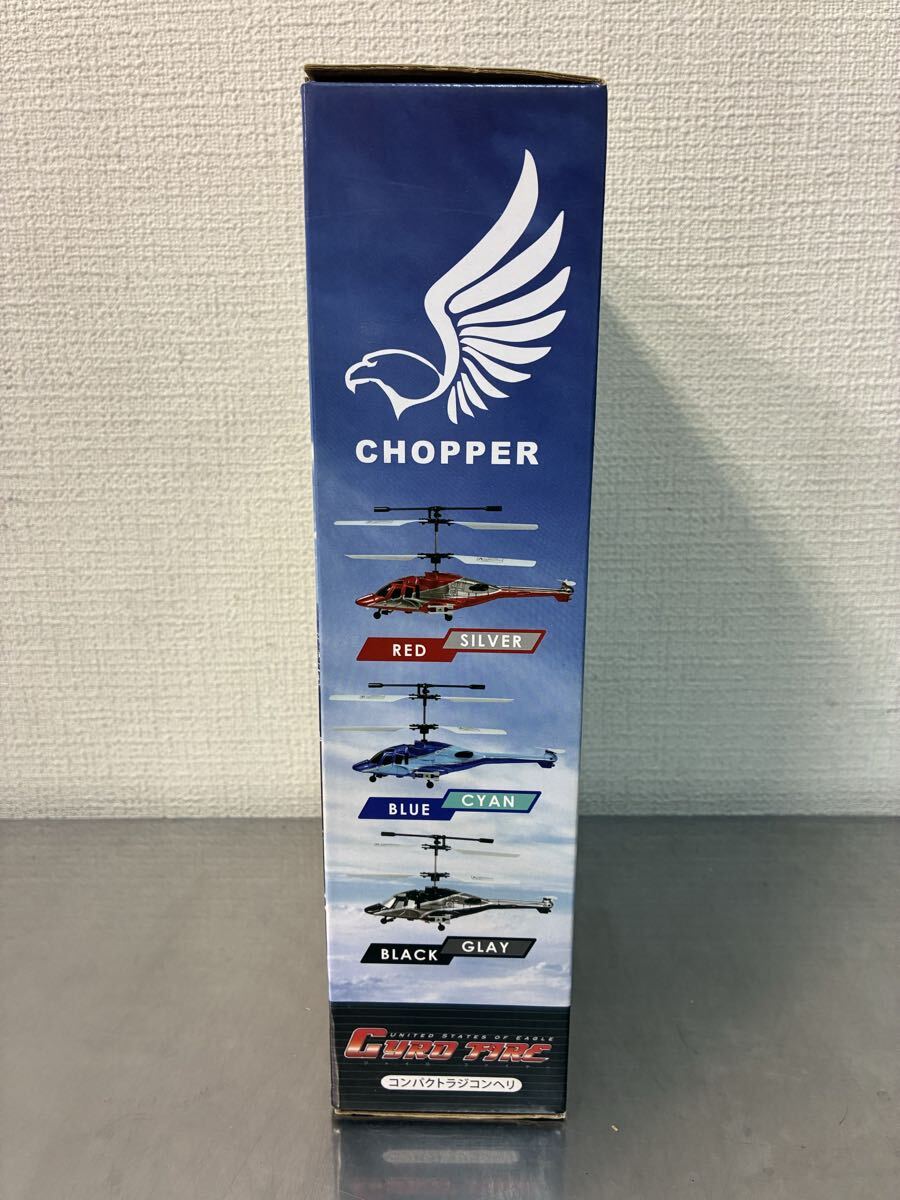 CHOPPER
RED SILVER
BLUE CYAN
BLACK GLAY
UNITED STATES OF EAGLE
GYRO FIRE
コンパクトラジコンヘリ